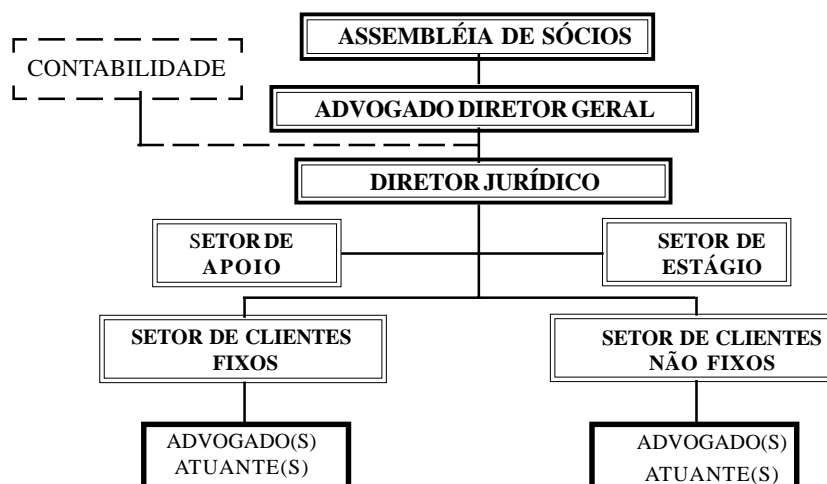 ASSEMBLÉIA DE SÓCIOS
CONTABILIDADE
ADVOGADO DIRETOR GERAL
DIRETOR JURÍDICO
SETOR DE
APOIO
SETOR DE
ESTÁGIO
SETOR DE CLIENTES
FIXOS
SETOR DE CLIENTES
NÃO FIXOS
ADVOGADO(S)
ATUANTE(S)
ADVOGADO(S)
ATUANTE(S)